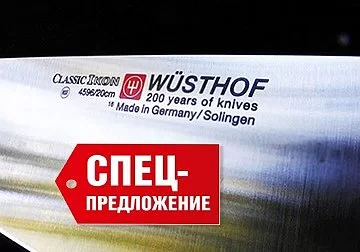 CLASSIC IKON WÜSTHOF
4596/20cm 200 years of knives
Made in Germany/Solingen
СПЕЦ-
ПРЕДЛОЖЕНИЕ